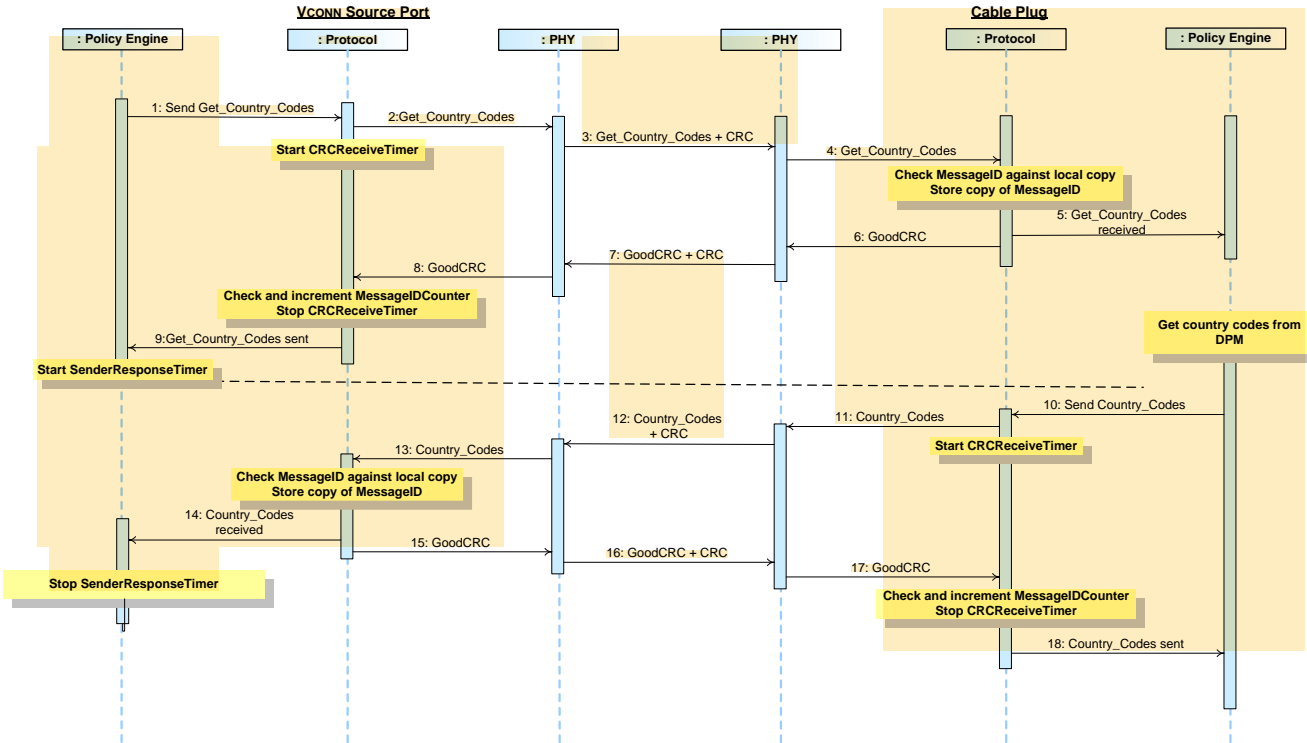 VCONN Source Port
Cable Plug
: Policy Engine
: Protocol
: PHY
: PHY
: Protocol
: Policy Engine
1: Send Get_Country_Codes
2:Get_Country_Codes
Start CRCReceiveTimer
3: Get_Country_Codes + CRC
4: Get_Country_Codes
Check MessageID against local copy
Store copy of MessageID
5: Get_Country_Codes
received
6: GoodCRC
7: GoodCRC + CRC
8: GoodCRC
Check and increment MessageIDCounter
Stop CRCReceiveTimer
9:Get_Country_Codes sent
Start SenderResponseTimer
Get country codes from
DPM
10: Send Country_Codes
11: Country_Codes
Start CRCReceiveTimer
12: Country_Codes
+ CRC
13: Country_Codes
Check MessageID against local copy
Store copy of MessageID
14: Country_Codes
received
15: GoodCRC
16: GoodCRC + CRC
17: GoodCRC
Stop SenderResponseTimer
Check and increment MessageIDCounter
Stop CRCReceiveTimer
18: Country_Codes sent